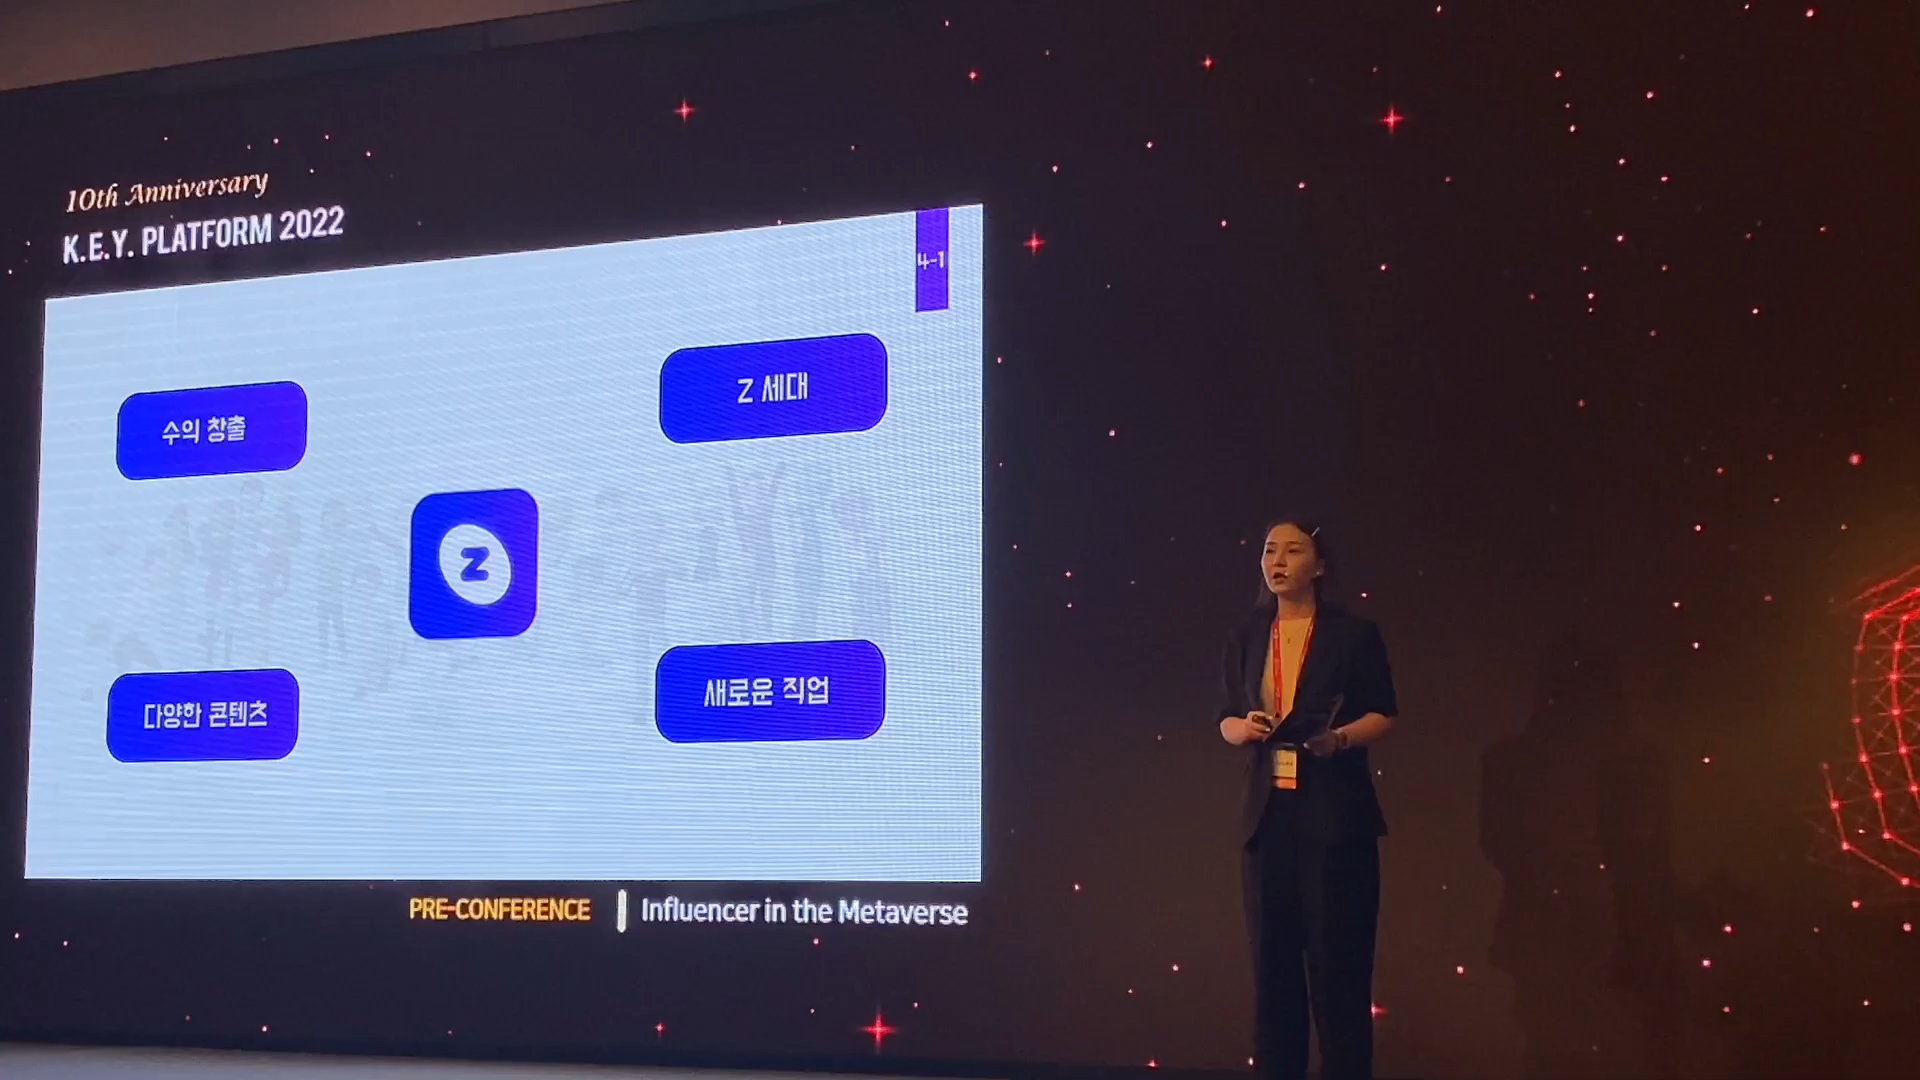 10th Anniversary
K.E.Y. PLATFORM 2022
4-1
수익 창출
Z 세대
Z
다양한 콘텐츠
새로운 직업
PRE-CONFERENCE | Influencer in the Metaverse